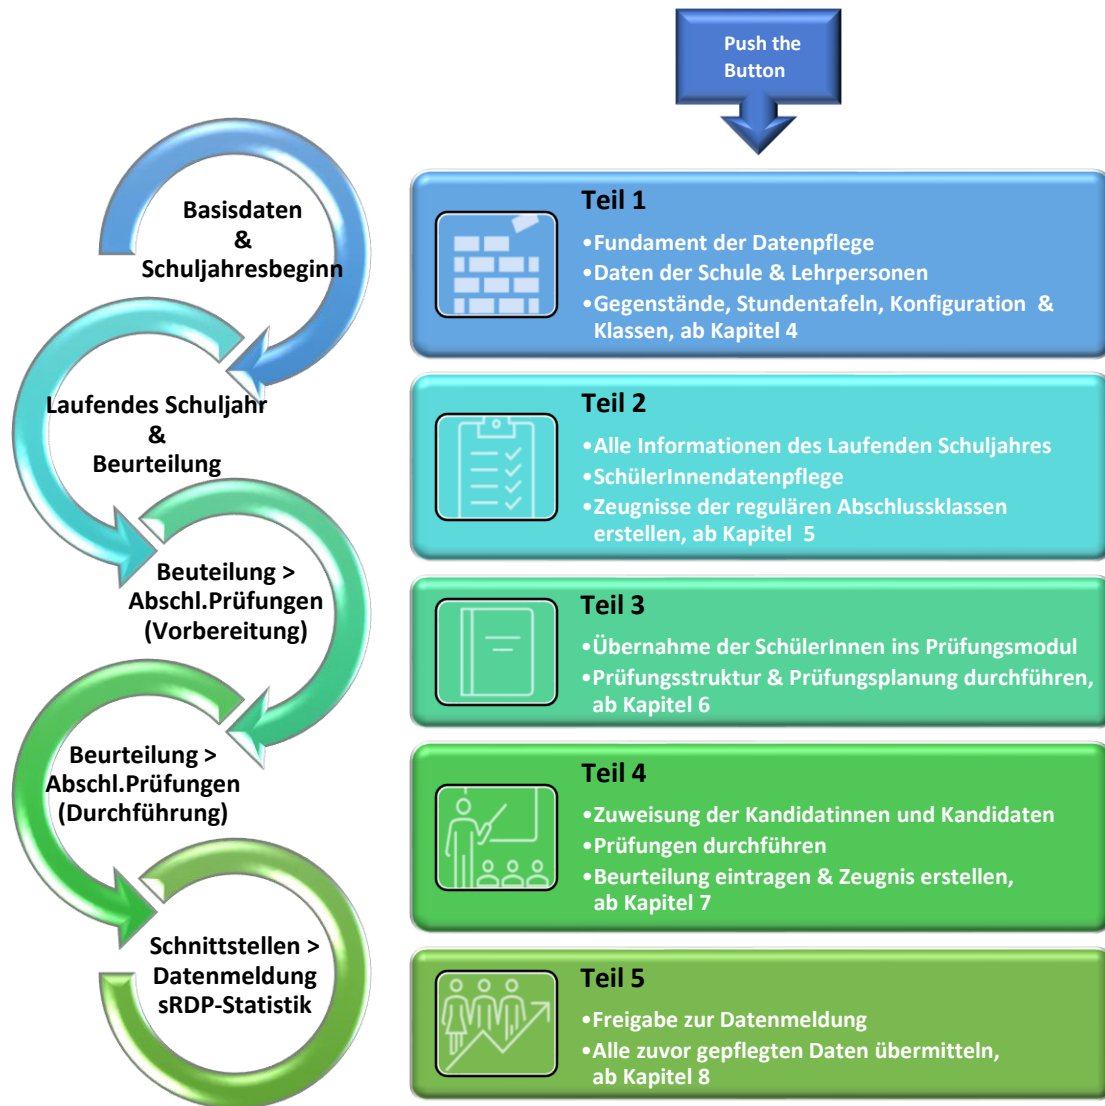 Push the
Button
Basisdaten
&
Schuljahresbeginn
Teil 1
•Fundament der Datenpflege
•Daten der Schule & Lehrpersonen
•Gegenstände, Stundentafeln, Konfiguration &
Klassen, ab Kapitel 4
Laufendes Schuljahr
&
Beurteilung
Teil 2
•Alle Informationen des Laufenden Schuljahres
•SchülerInnendatenpflege
•Zeugnisse der regulären Abschlussklassen
erstellen, ab Kapitel 5
Beuteilung >
Abschl.Prüfungen
(Vorbereitung)
Teil 3
•Übernahme der SchülerInnen ins Prüfungsmodul
•Prüfungsstruktur & Prüfungsplanung durchführen,
ab Kapitel 6
Beurteilung >
Abschl.Prüfungen
(Durchführung)
Teil 4
•Zuweisung der Kandidatinnen und Kandidaten
•Prüfungen durchführen
•Beurteilung eintragen & Zeugnis erstellen,
ab Kapitel 7
Schnittstellen >
Datenmeldung
sRDP-Statistik
Teil 5
•Freigabe zur Datenmeldung
•Alle zuvor gepflegten Daten übermitteln,
ab Kapitel 8